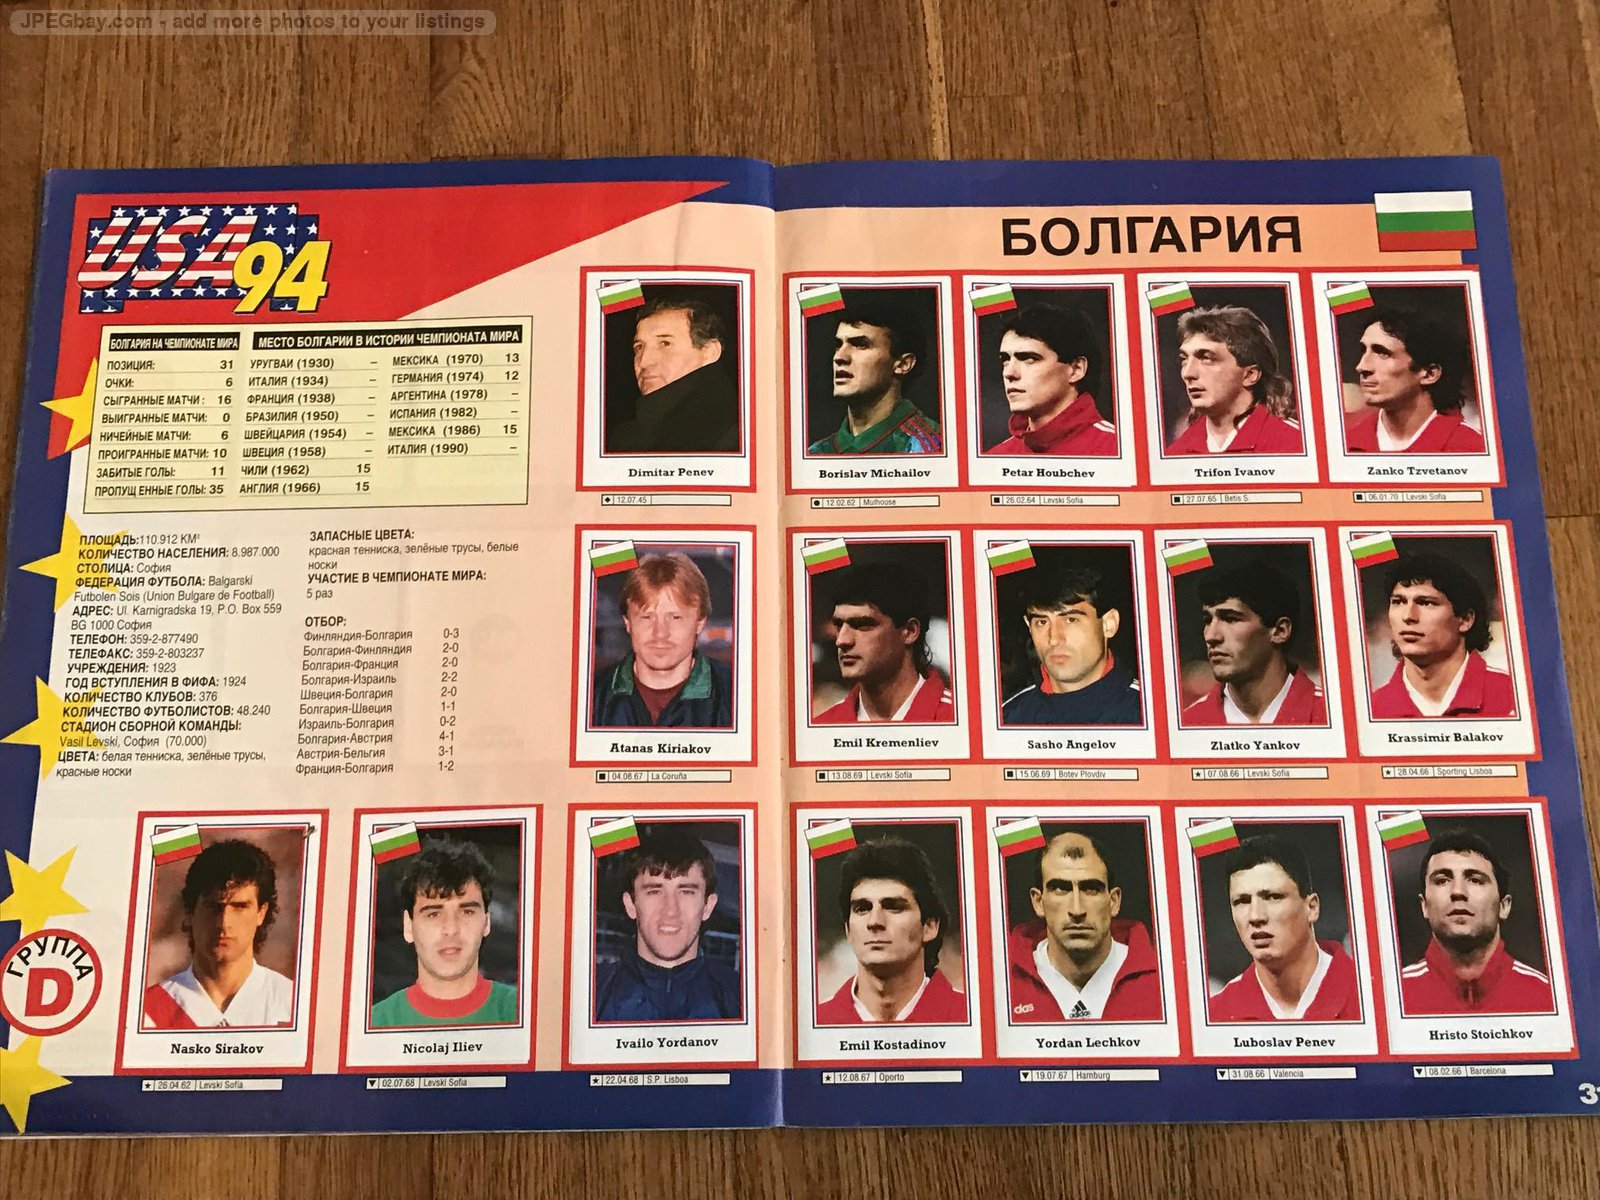 JPEGbay.com - add more photos to your listings
USA
94
БОЛГАРИЯ
БОЛГАРИЯ НА ЧЕМПИОНАТЕ МИРА
ПОЗИЦИЯ: 31
ОЧКИ: 6
СЫГРАННЫЕ МАТЧИ : 16
ВЫИГРАННЫЕ МАТЧИ: 0
НИЧЕЙНЫЕ МАТЧИ: 6
ПРОИГРАННЫЕ МАТЧИ: 10
ЗАБИТЫЕ ГОЛЫ: 11
ПРОПУЩ ЕННЫЕ ГОЛЫ: 35
МЕСТО БОЛГАРИИ В ИСТОРИИ ЧЕМПИОНАТА МИРА
УРУГВАИ (1930) –
ИТАЛИЯ (1934) –
ФРАНЦИЯ (1938) –
БРАЗИЛИЯ (1950) –
ШВЕЙЦАРИЯ (1954) –
ШВЕЦИЯ (1958) –
ЧИЛИ (1962) 15
АНГЛИЯ (1966) 15
МЕКСИКА (1970) 13
ГЕРМАНИЯ (1974) 12
АРГЕНТИНА (1978) –
ИСПАНИЯ (1982) –
МЕКСИКА (1986) 15
ИТАЛИЯ (1990) –
ПЛОЩАДЬ:110.912 KM²
КОЛИЧЕСТВО НАСЕЛЕНИЯ: 8.987.000
СТОЛИЦА: София
ФЕДЕРАЦИЯ ФУТБОЛА: Balgarski
Futbolen Sois (Union Bulgare de Football)
АДРЕС: Ul. Karnigradska 19, P.O. Box 559
BG 1000 София
ТЕЛЕФОН: 359-2-877490
ТЕЛЕФАКС: 359-2-803237
УЧРЕЖДЕНИЯ: 1923
ГОД ВСТУПЛЕНИЯ В ФИФА: 1924
КОЛИЧЕСТВО КЛУБОВ: 376
КОЛИЧЕСТВО ФУТБОЛИСТОВ: 48.240
СТАДИОН СБОРНОЙ КОМАНДЫ:
Vasil Levski, София (70.000)
ЦВЕТА: белая тенниска, зелёные трусы,
красные носки
ЗАПАСНЫЕ ЦВЕТА:
красная тенниска, зелёные трусы, белые
носки
УЧАСТИЕ В ЧЕМПИОНАТЕ МИРА:
5 раз
ОТБОР:
Финляндия-Болгария 0-3
Болгария-Финляндия 2-0
Болгария-Франция 2-0
Болгария-Израиль 2-2
Швеция-Болгария 2-0
Болгария-Швеция 1-1
Израиль-Болгария 0-2
Болгария-Австрия 4-1
Австрия-Бельгия 3-1
Франция-Болгария 1-2
Dimitar Penev
12.07.45
Borislav Michailov
12.02.62 Mulhouse
Petar Houbchev
26.02.64 Levski Sofia
Trifon Ivanov
27.07.65 Betis S.
Zanko Tzvetanov
06.01.70 Levski Sofia
Atanas Kiriakov
04.08.67 La Coruña
Emil Kremenliev
13.08.69 Levski Sofia
Sasho Angelov
15.06.69 Botev Plovdiv
Zlatko Yankov
07.08.66 Levski Sofia
Krassimir Balakov
28.04.66 Sporting Lisboa
ГРУППА
D
Nasko Sirakov
26.04.62 Levski Sofia
Nicolaj Iliev
02.07.68 Levski Sofia
Ivailo Yordanov
22.04.68 S.P. Lisboa
Emil Kostadinov
12.08.67 Oporto
das
adidas
Yordan Lechkov
19.07.67 Hamburg
Luboslav Penev
31.08.66 Valencia
Hristo Stoichkov
08.02.66 Barcelona